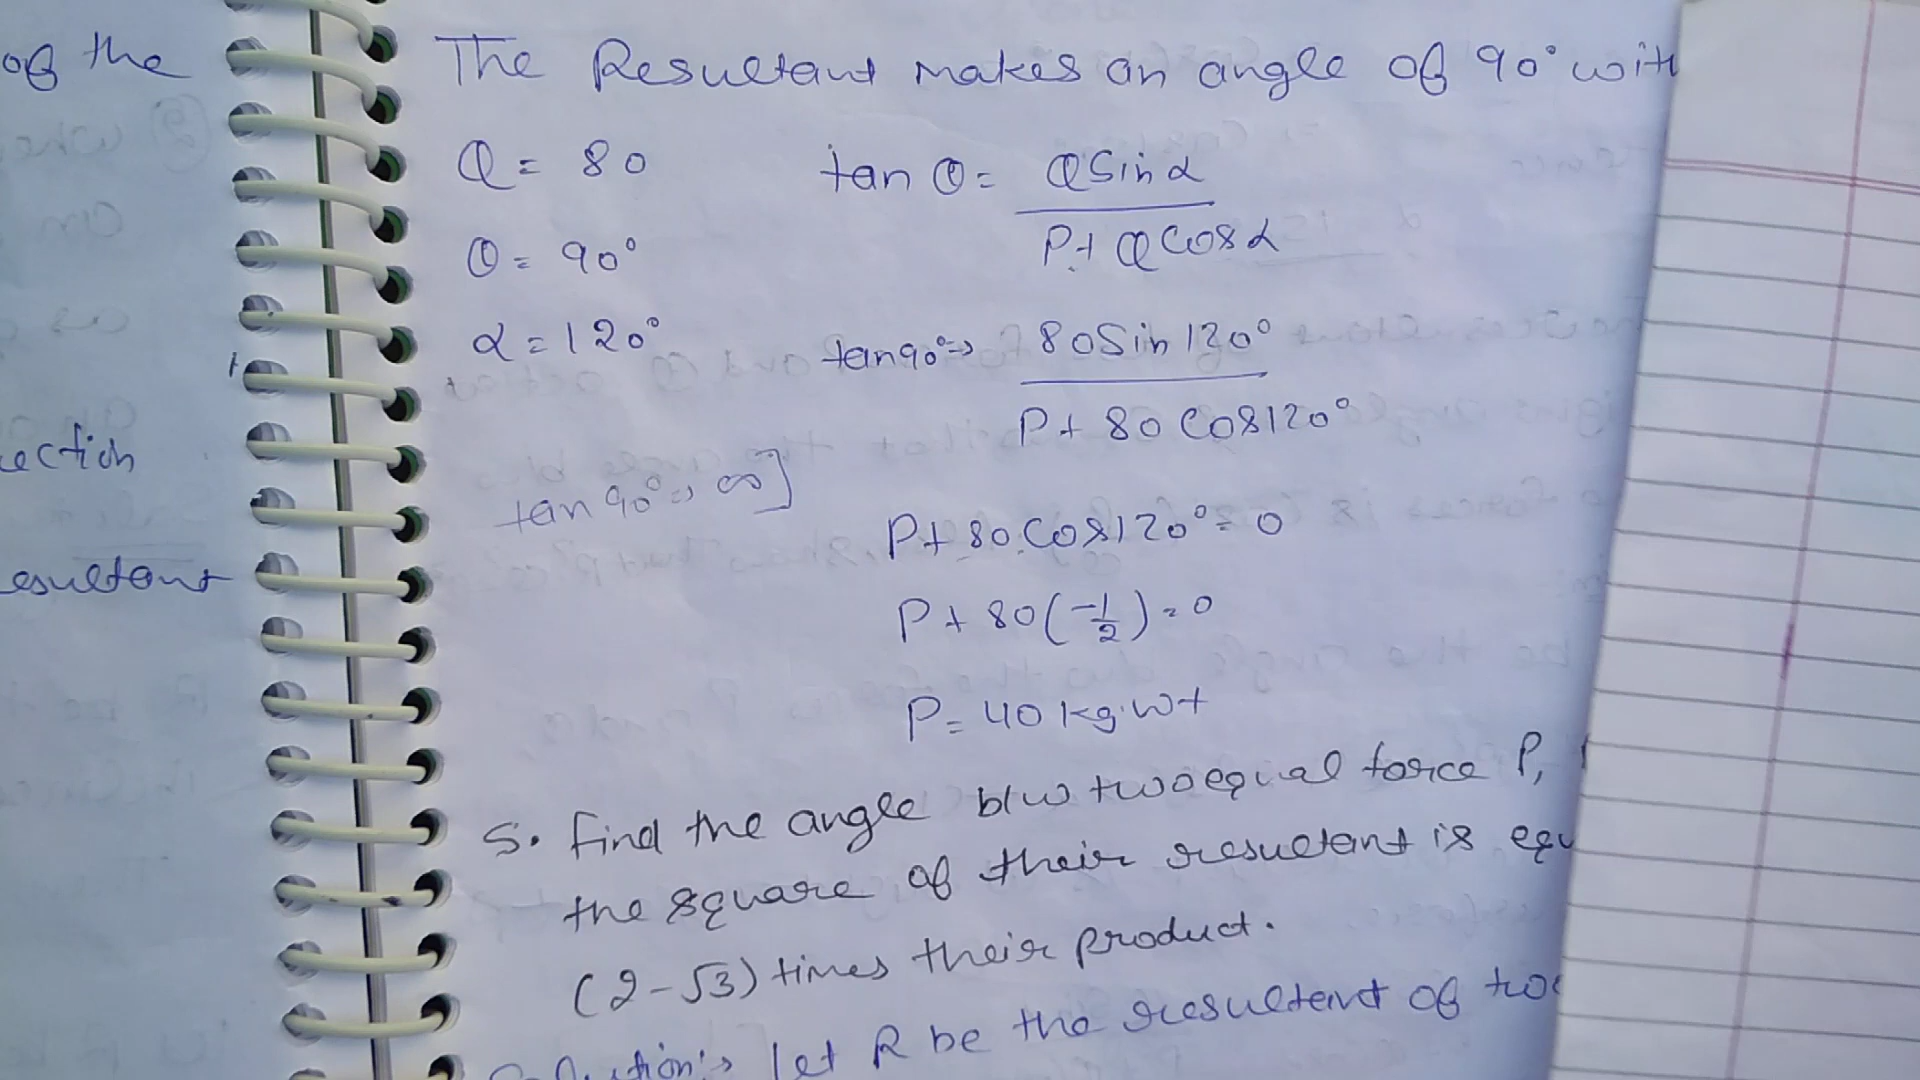 of the
ection
esultant
The Resultant makes an angle of 90° with
Q = 80
tan θ = Q Sin α / P + Q Cos α
θ = 90°
α = 120°
tan 90° ⇒ 80 Sin 120° / P + 80 Cos 120°
tan 90° ⇒ ∞]
P + 80 Cos 120° = 0
P + 80 (-1/2) = 0
P = 40 kg.wt
5. find the angle b/w two equal force P,
the square of their resultant is equ
(2-√3) times their product.
let R be the resultant of two